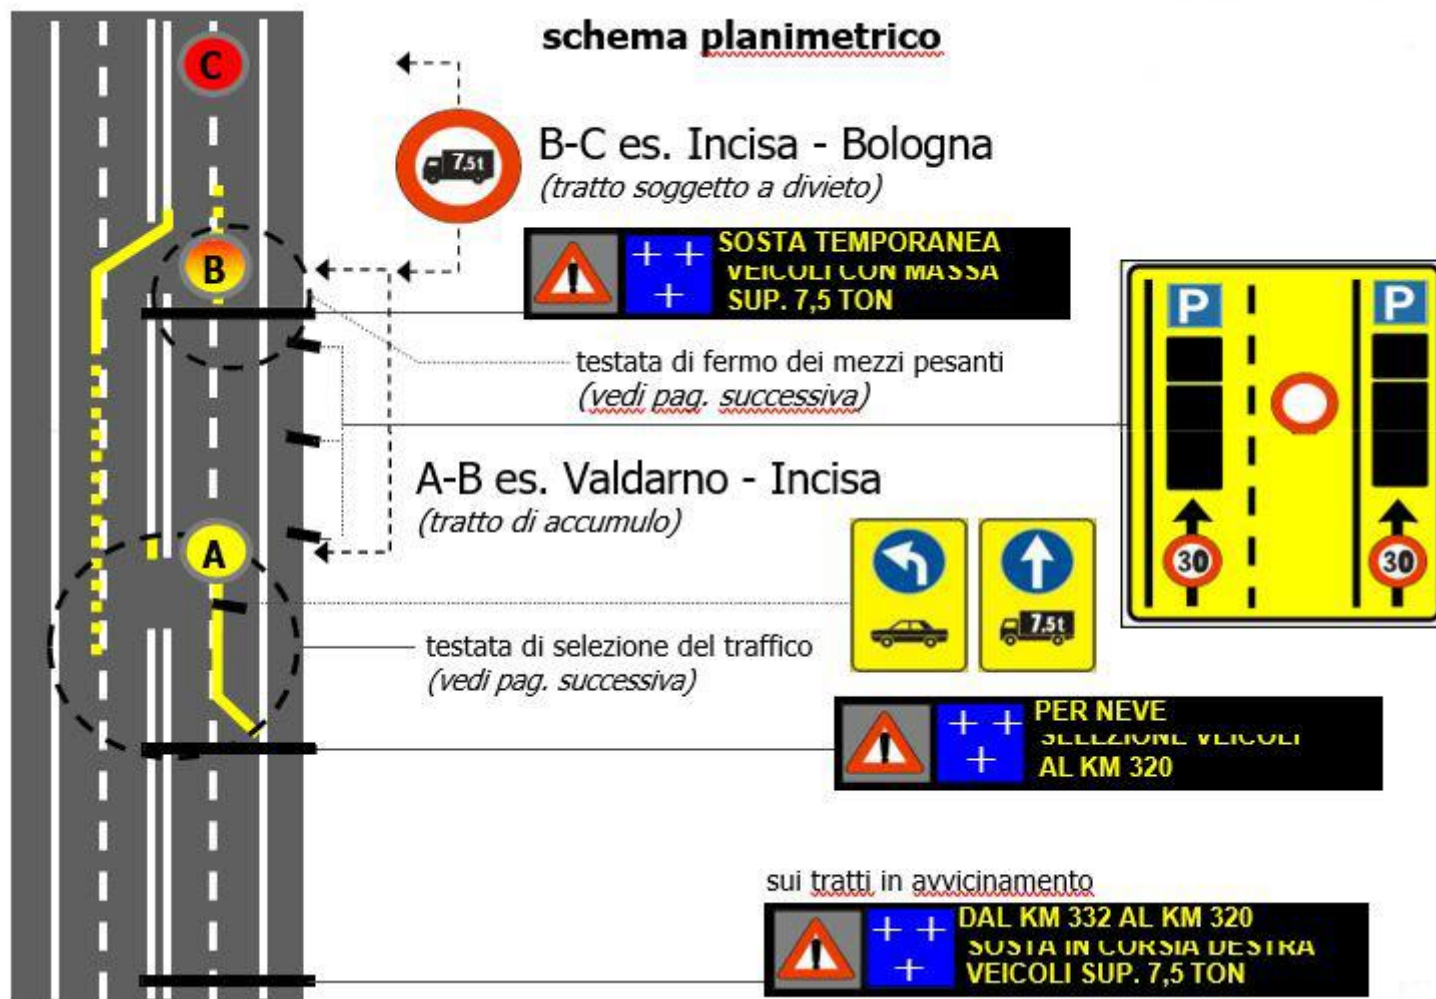 schema planimetrico
C
7,5t
B-C es. Incisa - Bologna
(tratto soggetto a divieto)
B
SOSTA TEMPORANEA
VEICOLI CON MASSA
SUP. 7,5 TON
P
P
testata di fermo dei mezzi pesanti
(vedi pag. successiva)
A-B es. Valdarno - Incisa
(tratto di accumulo)
A
30
30
7,5t
testata di selezione del traffico
(vedi pag. successiva)
PER NEVE
SELEZIONE VEICOLI
AL KM 320
sui tratti in avvicinamento
DAL KM 332 AL KM 320
SOSTA IN CORSIA DESTRA
VEICOLI SUP. 7,5 TON